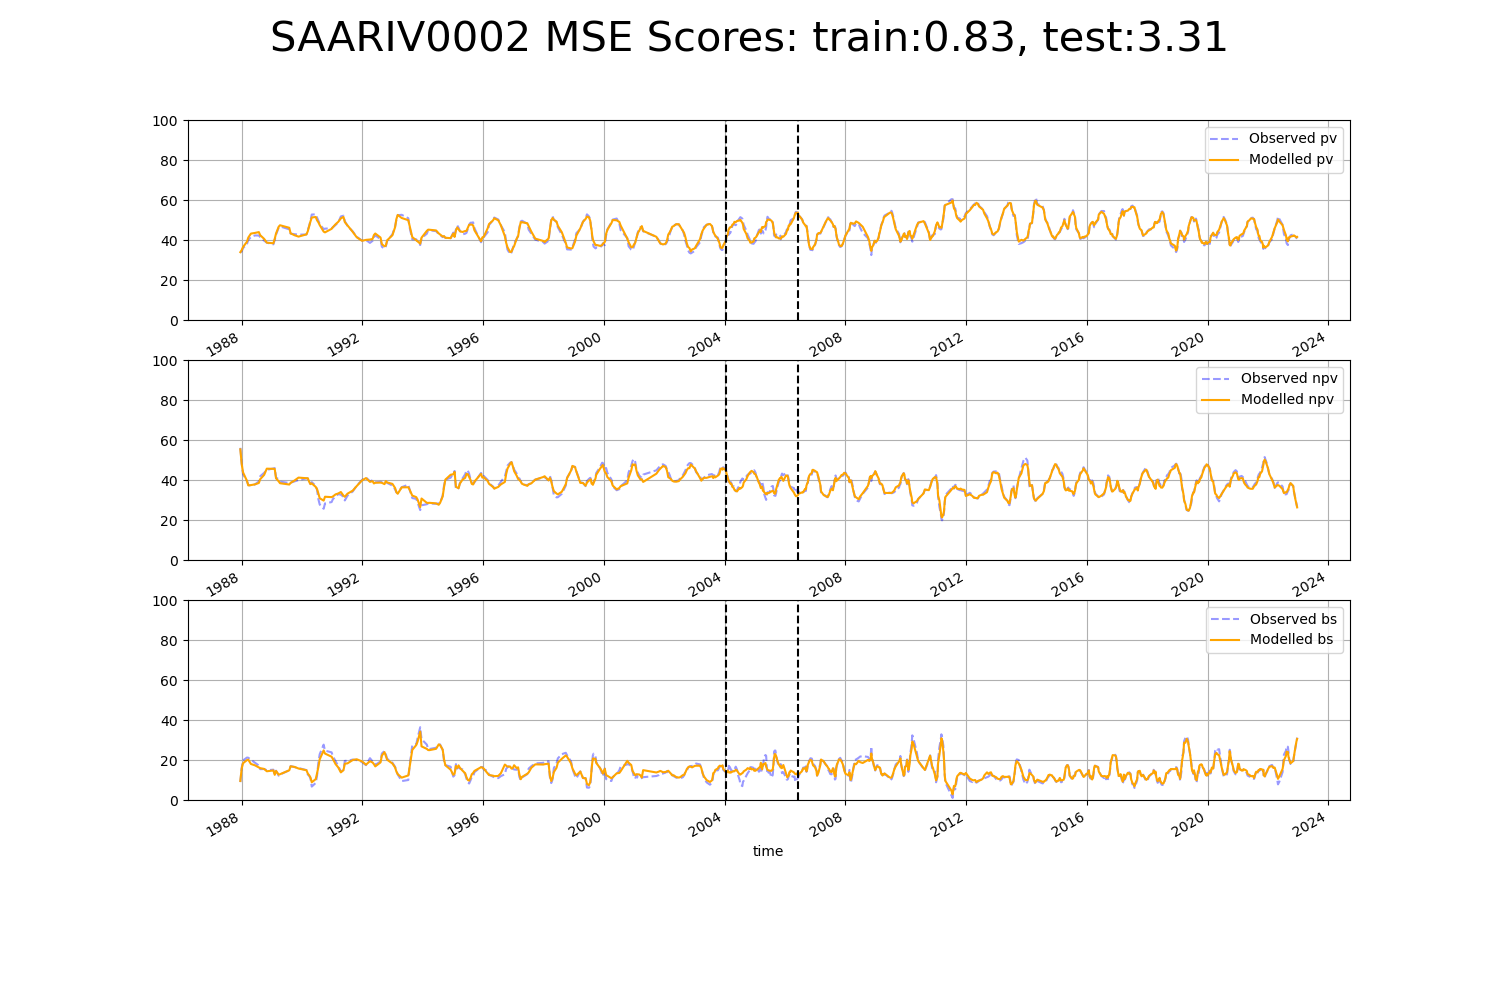 SAARIV0002 MSE Scores: train:0.83, test:3.31
100
80
60
40
20
0
Observed pv
Modelled pv
1988 1992 1996 2000 2004 2008 2012 2016 2020 2024
100
80
60
40
20
0
Observed npv
Modelled npv
1988 1992 1996 2000 2004 2008 2012 2016 2020 2024
100
80
60
40
20
0
Observed bs
Modelled bs
1988 1992 1996 2000 2004 2008 2012 2016 2020 2024
time